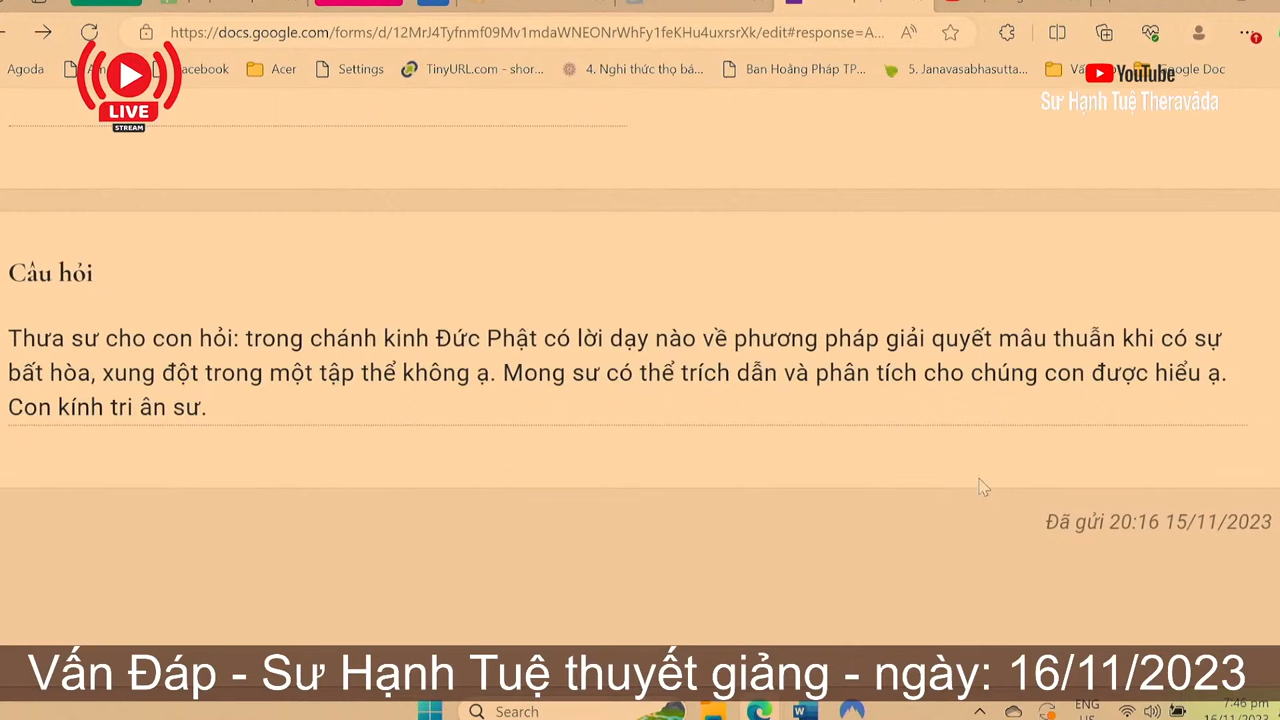 https://docs.google.com/forms/d/12MrJ4Tyfnmf09Mv1mdaWNEONrWhFy1feKHu4uxrsrXk/edit#response=A...
Agoda
acebook
Acer
Settings
TinyURL.com - shor...
4. Nghi thức thọ bá...
Ban Hoằng Pháp TP...
5. Janavasabhasutta...
Google Doc
LIVE
STREAM
YouTube
Sư Hạnh Tuệ Theravāda
Câu hỏi
Thưa sư cho con hỏi: trong chánh kinh Đức Phật có lời dạy nào về phương pháp giải quyết mâu thuẫn khi có sự
bất hòa, xung đột trong một tập thể không ạ. Mong sư có thể trích dẫn và phân tích cho chúng con được hiểu ạ.
Con kính tri ân sư.
Đã gửi 20:16 15/11/2023
Vấn Đáp - Sư Hạnh Tuệ thuyết giảng - ngày: 16/11/2023
Search
ENG
7:46 pm